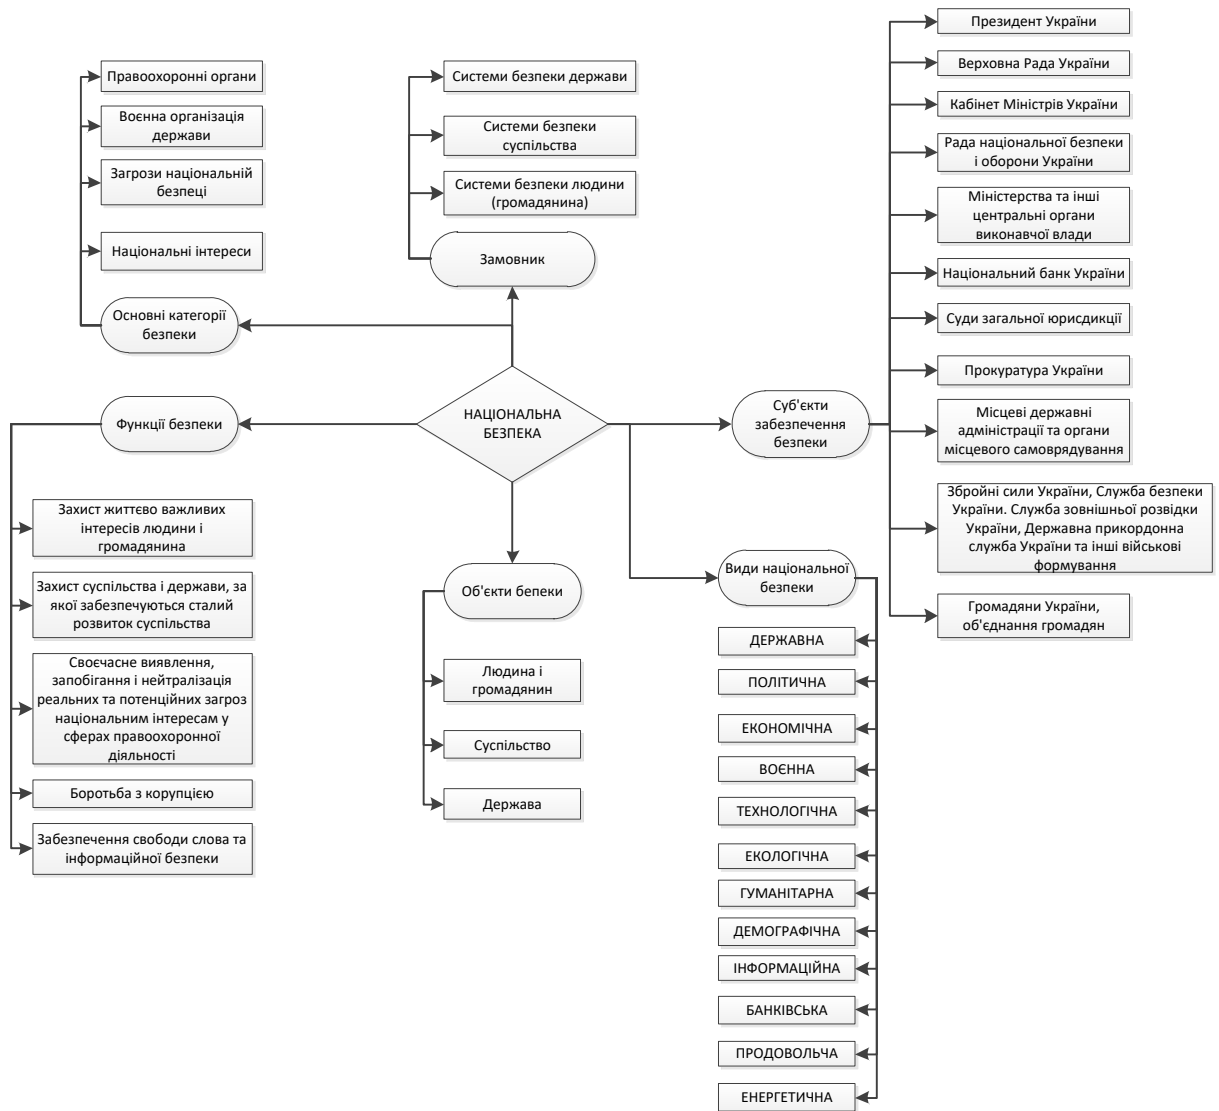 Правоохоронні органи
Воєнна організація
держави
Загрози національній
безпеці
Національні інтереси
Основні категорії
безпеки
Системи безпеки держави
Системи безпеки
суспільства
Системи безпеки людини
(громадянина)
Замовник
НАЦІОНАЛЬНА
БЕЗПЕКА
Функції безпеки
Захист життєво важливих
інтересів людини і
громадянина
Захист суспільства і держави, за
якої забезпечуються сталий
розвиток суспільства
Своєчасне виявлення,
запобігання і нейтралізація
реальних та потенційних загроз
національним інтересам у
сферах правоохоронної
діяльності
Боротьба з корупцією
Забезпечення свободи слова та
інформаційної безпеки
Об'єкти бепеки
Людина і
громадянин
Суспільство
Держава
Суб'єкти
забезпечення
безпеки
Президент України
Верховна Рада України
Кабінет Міністрів України
Рада національної безпеки
і оборони України
Міністерства та інші
центральні органи
виконавчої влади
Національний банк України
Суди загальної юрисдикції
Прокуратура України
Місцеві державні
адміністрації та органи
місцевого самоврядування
Збройні сили України, Служба безпеки
України. Служба зовнішньої розвідки
України, Державна прикордонна
служба України та інші військові
формування
Громадяни України,
об'єднання громадян
Види національної
безпеки
ДЕРЖАВНА
ПОЛІТИЧНА
ЕКОНОМІЧНА
ВОЄННА
ТЕХНОЛОГІЧНА
ЕКОЛОГІЧНА
ГУМАНІТАРНА
ДЕМОГРАФІЧНА
ІНФОРМАЦІЙНА
БАНКІВСЬКА
ПРОДОВОЛЬЧА
ЕНЕРГЕТИЧНА